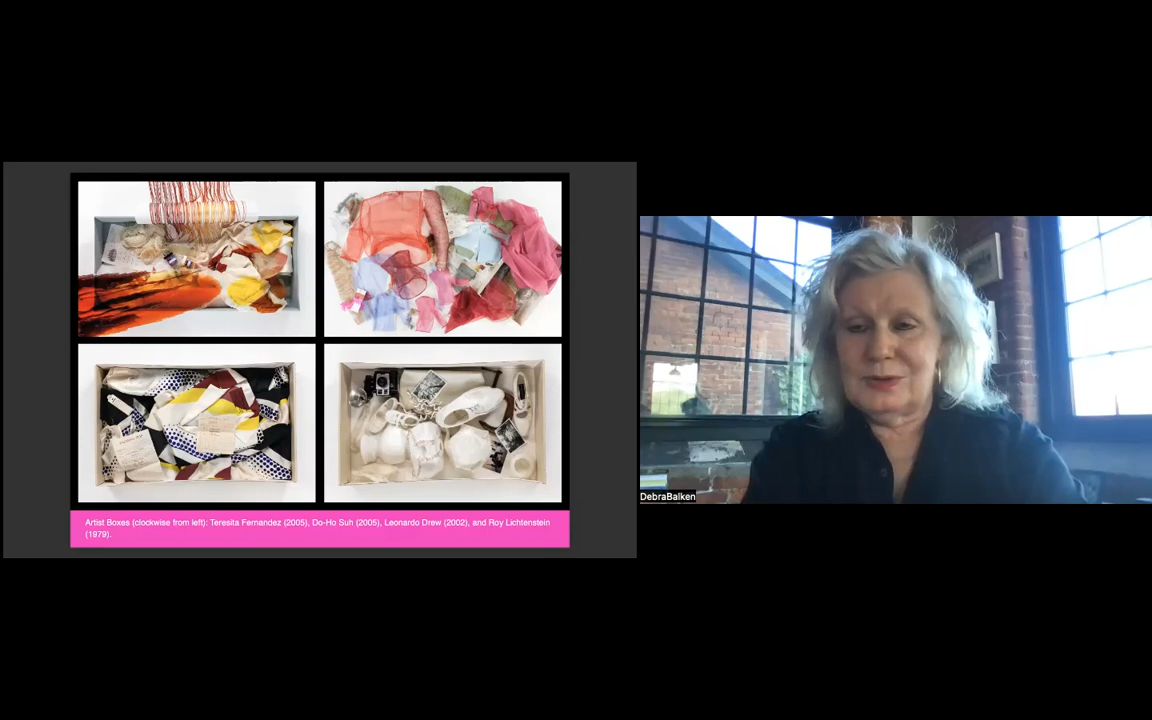 Artist Boxes (clockwise from left): Teresita Fernandez (2005), Do-Ho Suh (2005), Leonardo Drew (2002), and Roy Lichtenstein
(1979).
DebraBalken